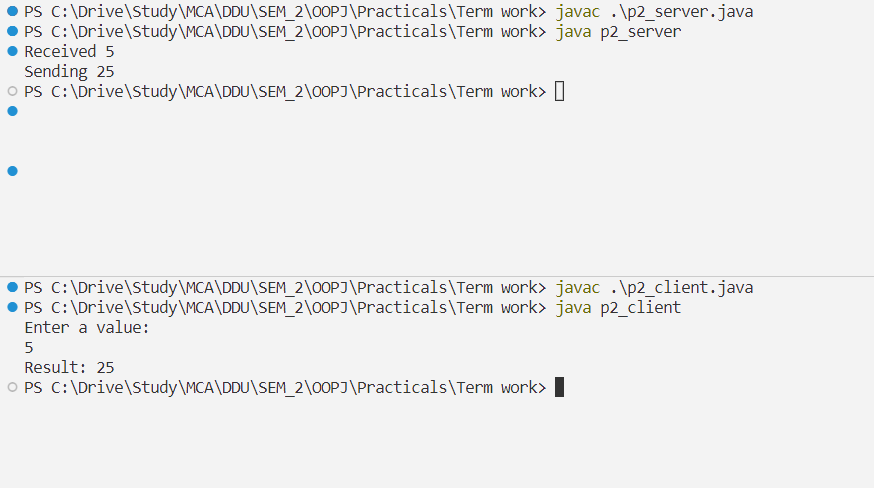 PS C:\Drive\Study\MCA\DDU\SEM_2\OOPJ\Practicals\Term work> javac .\p2_server.java
PS C:\Drive\Study\MCA\DDU\SEM_2\OOPJ\Practicals\Term work> java p2_server
Received 5
Sending 25
PS C:\Drive\Study\MCA\DDU\SEM_2\OOPJ\Practicals\Term work>
PS C:\Drive\Study\MCA\DDU\SEM_2\OOPJ\Practicals\Term work> javac .\p2_client.java
PS C:\Drive\Study\MCA\DDU\SEM_2\OOPJ\Practicals\Term work> java p2_client
Enter a value:
5
Result: 25
PS C:\Drive\Study\MCA\DDU\SEM_2\OOPJ\Practicals\Term work>